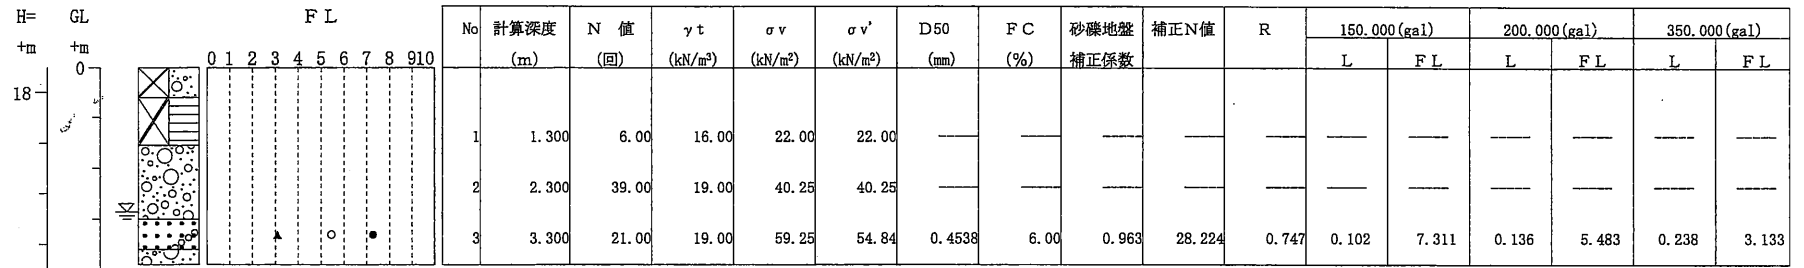 H= GL FL No 計算深度 N 値 γt σv σv' D50 FC 砂礫地盤 補正N値 R 150.000(gal) 200.000(gal) 350.000(gal)
+m +m (m) (回) (kN/m³) (kN/m²) (kN/m²) (mm) (%) 補正係数 L FL L FL L FL
0 0 1 2 3 4 5 6 7 8 9 10
18
1 1.300 6.00 16.00 22.00 22.00 ―― ―― ―― ―― ―― ―― ―― ―― ―― ―― ――
2 2.300 39.00 19.00 40.25 40.25 ―― ―― ―― ―― ―― ―― ―― ―― ―― ―― ――
3 3.300 21.00 19.00 59.25 54.84 0.4538 6.00 0.963 28.224 0.747 0.102 7.311 0.136 5.483 0.238 3.133